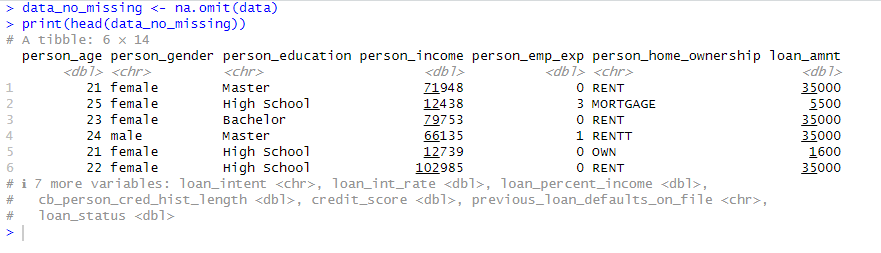 > data_no_missing <- na.omit(data)
> print(head(data_no_missing))
# A tibble: 6 × 14
  person_age person_gender person_education person_income person_emp_exp person_home_ownership loan_amnt
       <dbl> <chr>         <chr>                    <dbl>          <dbl> <chr>                     <dbl>
1         21 female        Master                   71948              0 RENT                      35000
2         25 female        High School              12438              3 MORTGAGE                   5500
3         23 female        Bachelor                 79753              0 RENT                      35000
4         24 male          Master                   66135              1 RENTT                     35000
5         21 female        High School              12739              0 OWN                        1600
6         22 female        High School             102985              0 RENT                      35000
# ℹ 7 more variables: loan_intent <chr>, loan_int_rate <dbl>, loan_percent_income <dbl>,
#   cb_person_cred_hist_length <dbl>, credit_score <dbl>, previous_loan_defaults_on_file <chr>,
#   loan_status <dbl>
>